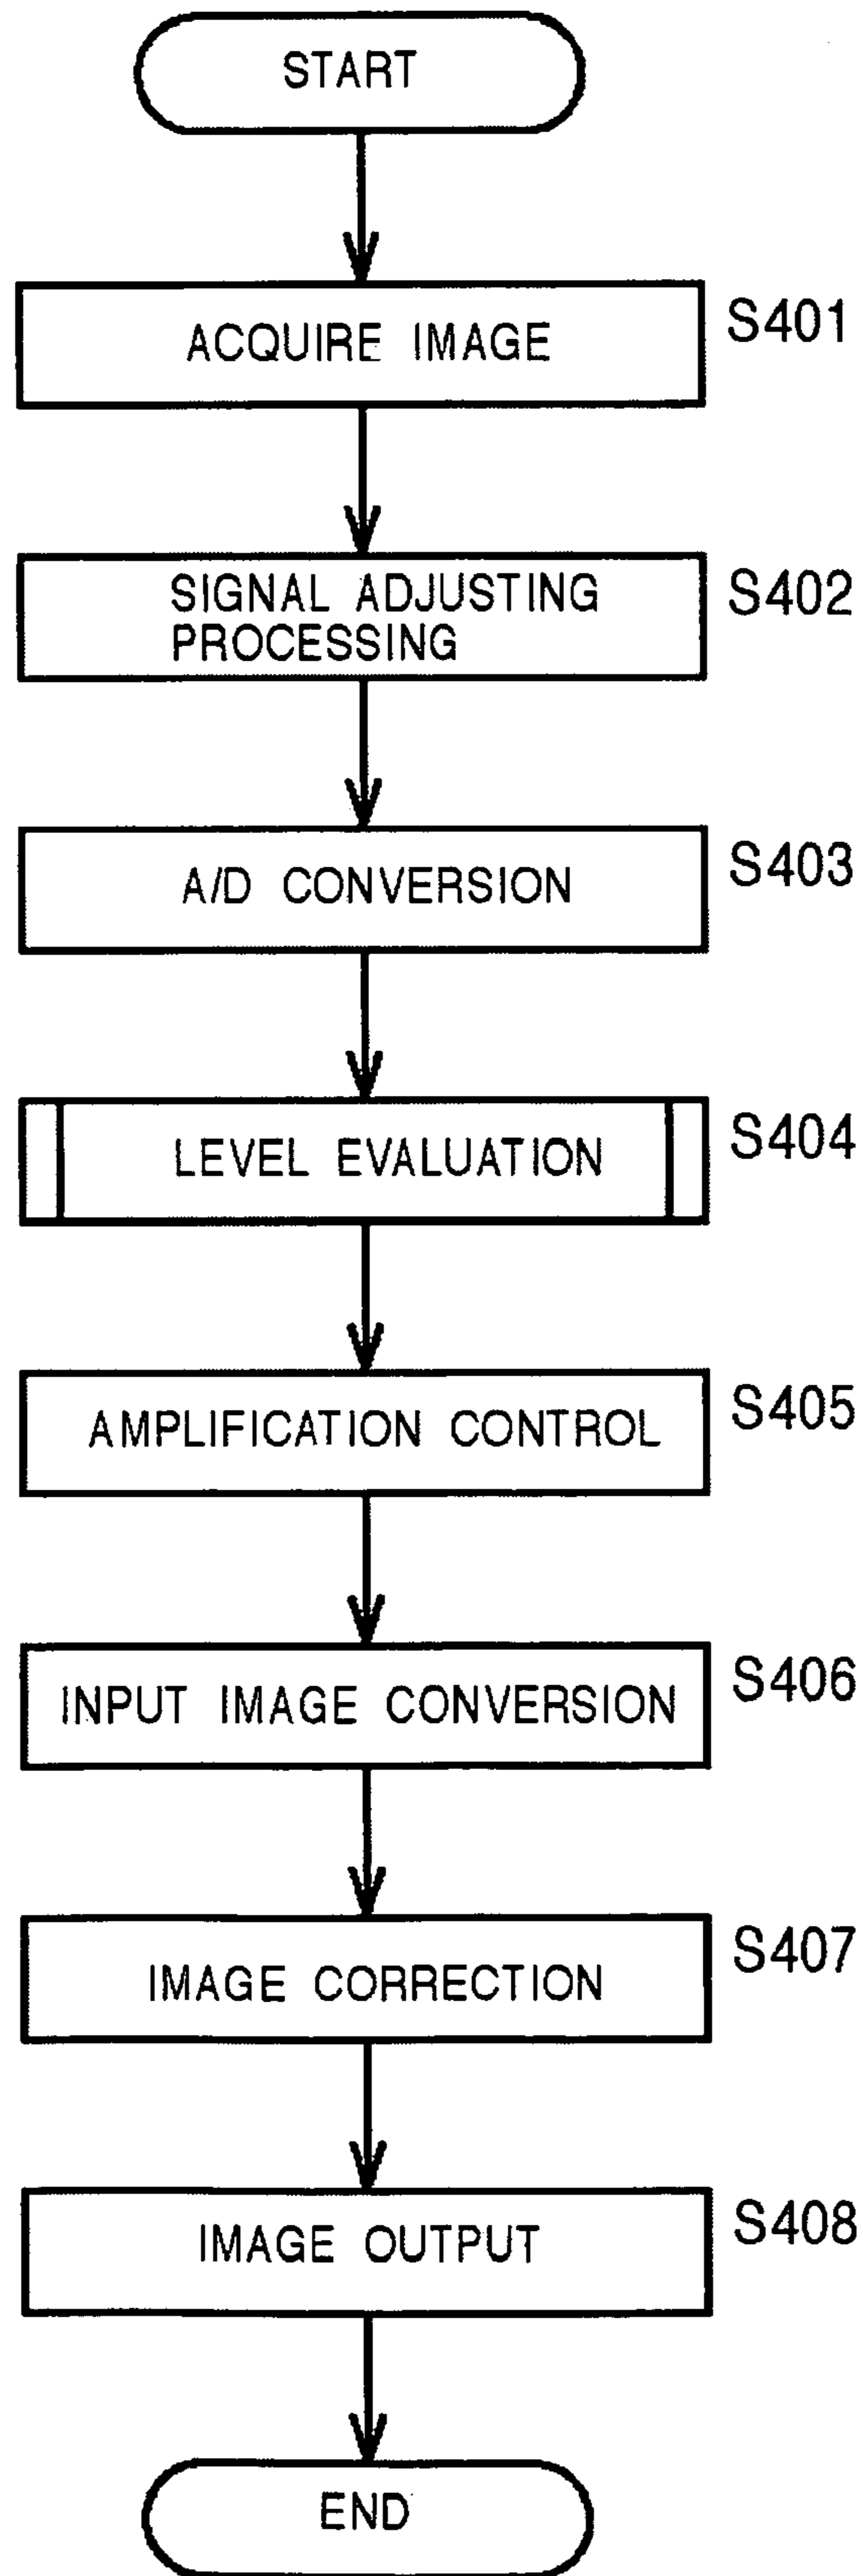 START
ACQUIRE IMAGE
S401
SIGNAL ADJUSTING
PROCESSING
S402
A/D CONVERSION
S403
LEVEL EVALUATION
S404
AMPLIFICATION CONTROL
S405
INPUT IMAGE CONVERSION
S406
IMAGE CORRECTION
S407
IMAGE OUTPUT
S408
END